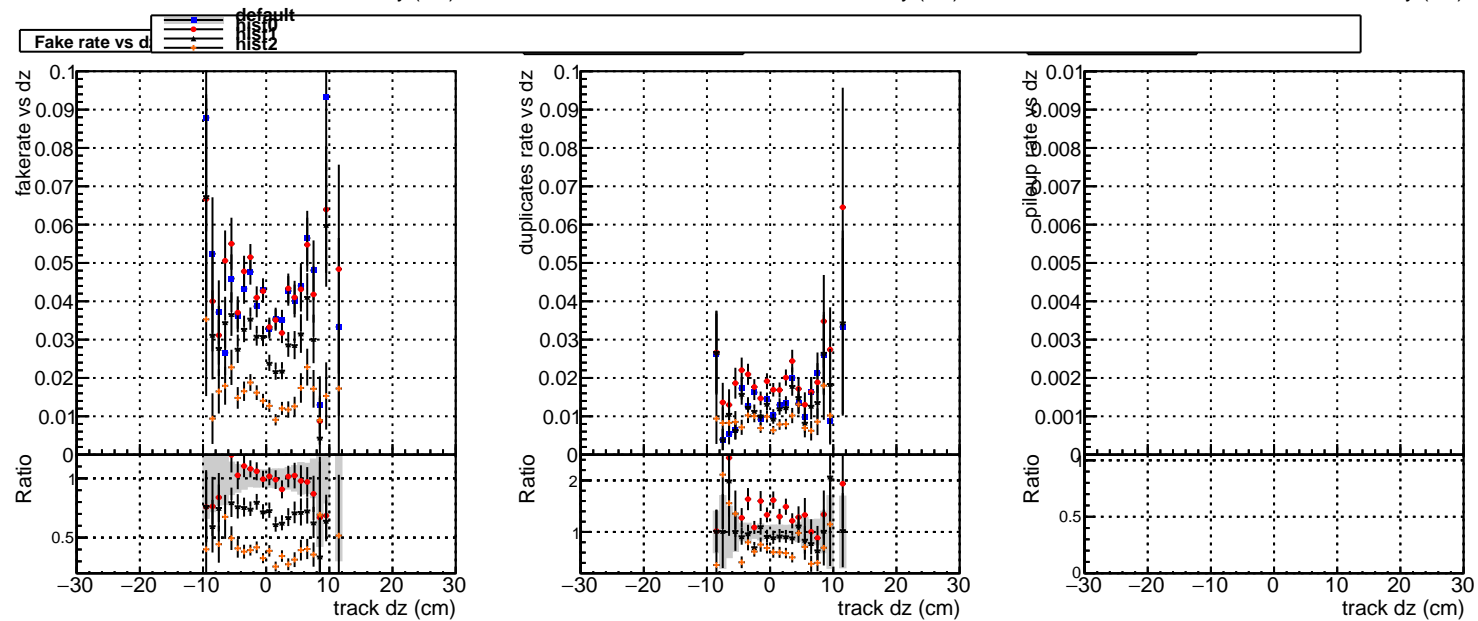 default
hist0
hist1
hist2
Fake rate vs dz
fakerate vs dz
0.1
0.09
0.08
0.07
0.06
0.05
0.04
0.03
0.02
0.01
0
Ratio
1
0.5
−30 −20 −10 0 10 20 30
track dz (cm)
duplicates rate vs dz
0.1
0.09
0.08
0.07
0.06
0.05
0.04
0.03
0.02
0.01
0
Ratio
2
1
−30 −20 −10 0 10 20 30
track dz (cm)
pileup rate vs dz
0.01
0.009
0.008
0.007
0.006
0.005
0.004
0.003
0.002
0.001
0
Ratio
1
0.5
0
−30 −20 −10 0 10 20 30
track dz (cm)